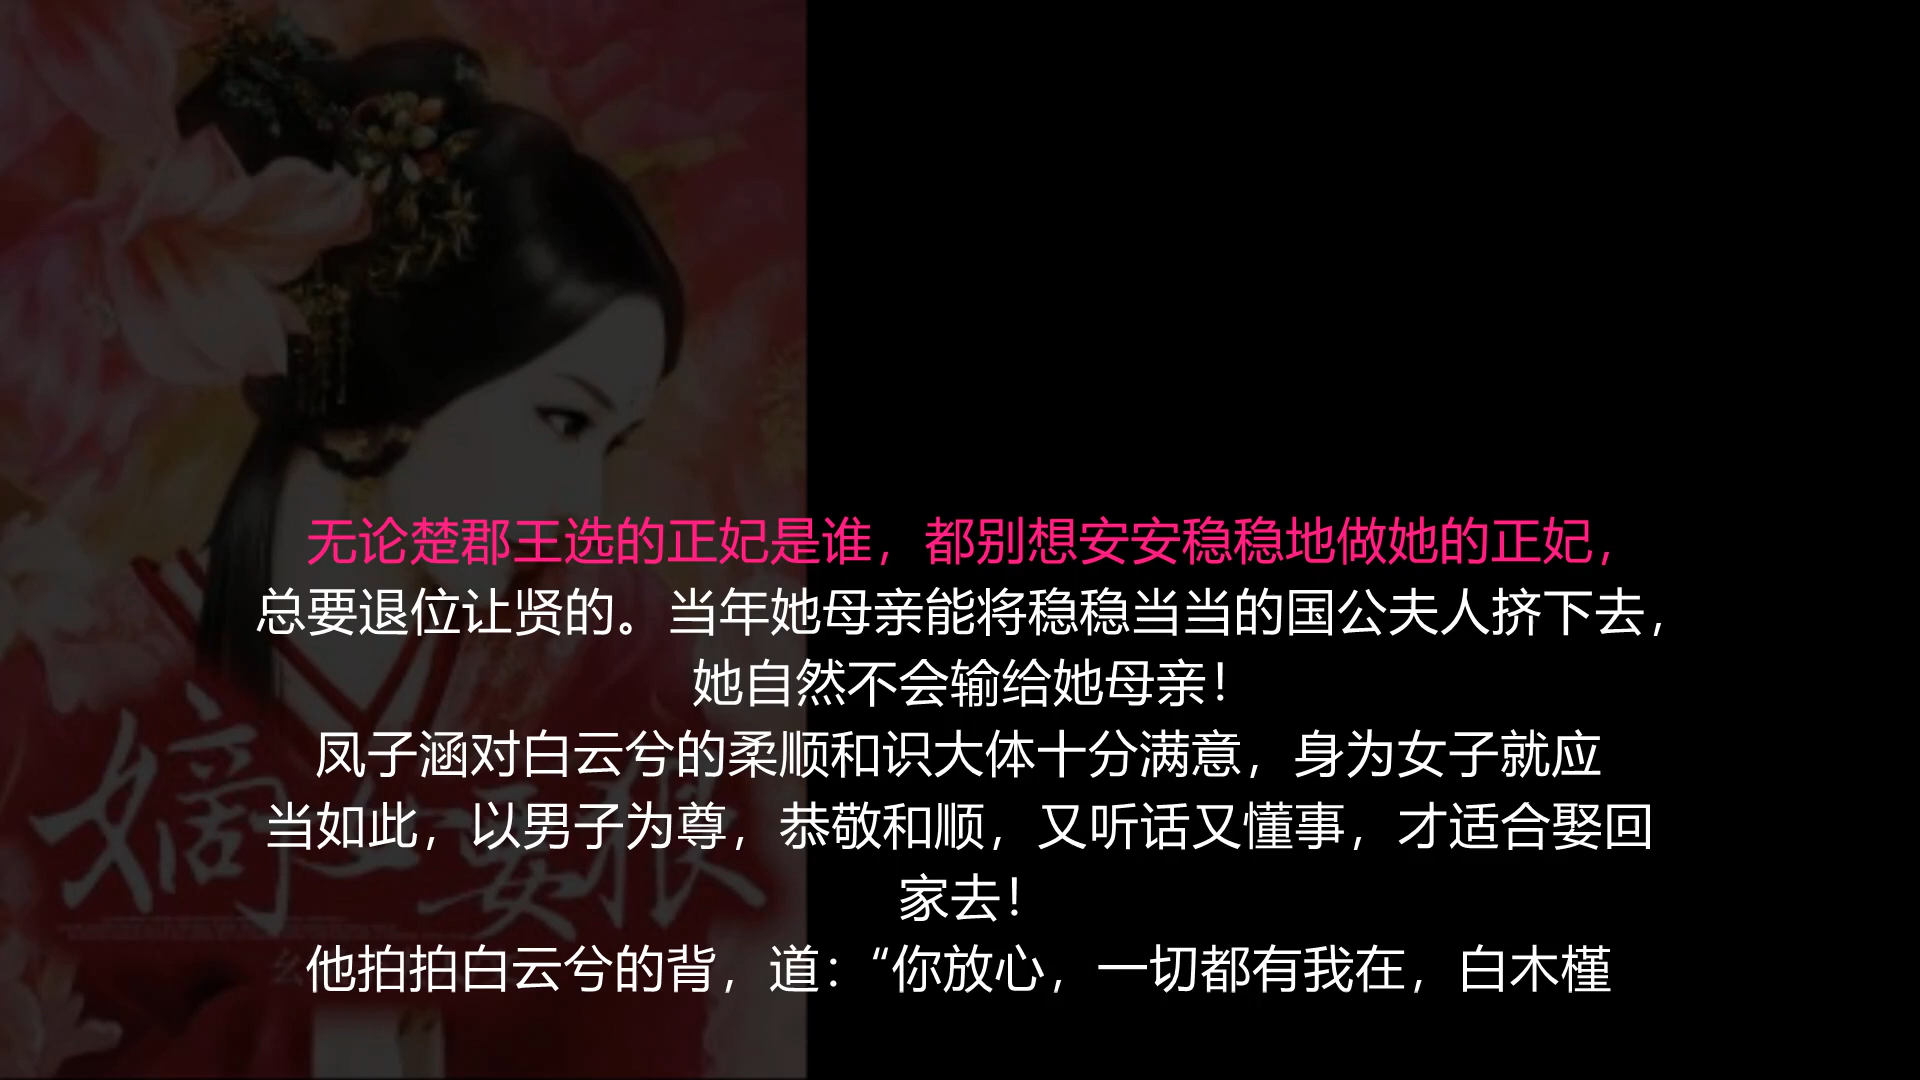 无论楚郡王选的正妃是谁，都别想安安稳稳地做她的正妃，
总要退位让贤的。当年她母亲能将稳稳当当的国公夫人挤下去，
她自然不会输给她母亲！
凤子涵对白云兮的柔顺和识大体十分满意，身为女子就应
当如此，以男子为尊，恭敬和顺，又听话又懂事，才适合娶回
家去！
他拍拍白云兮的背，道：“你放心，一切都有我在，白木槿
嫡女要狠